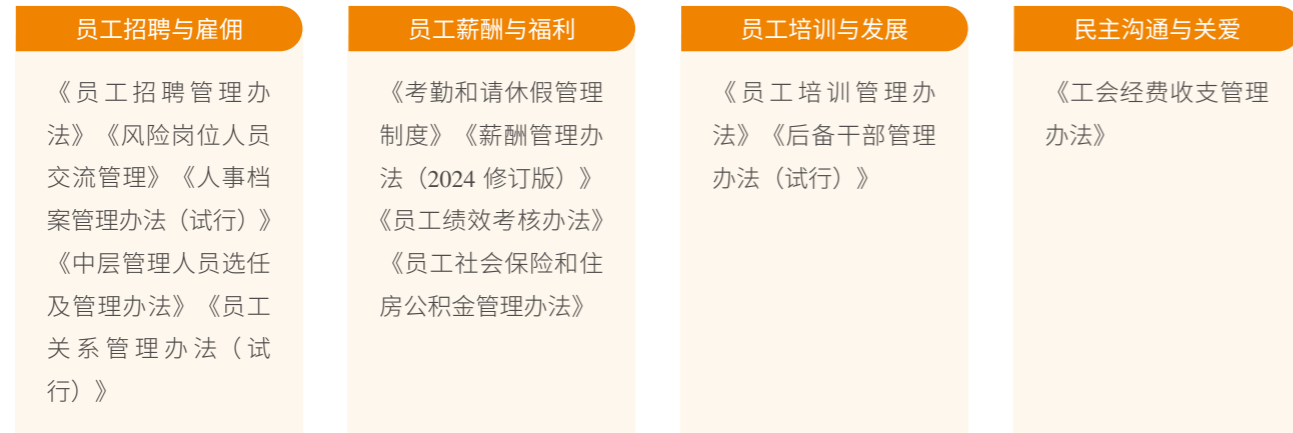 员工招聘与雇佣
《员工招聘管理办
法》《风险岗位人员
交流管理》《人事档
案管理办法（试行）》
《中层管理人员选任
及管理办法》《员工
关系管理办法（试
行）》
员工薪酬与福利
《考勤和请休假管理
制度》《薪酬管理办
法（2024 修订版）》
《员工绩效考核办法》
《员工社会保险和住
房公积金管理办法》
员工培训与发展
《员工培训管理办
法》《后备干部管理
办法（试行）》
民主沟通与关爱
《工会经费收支管理
办法》